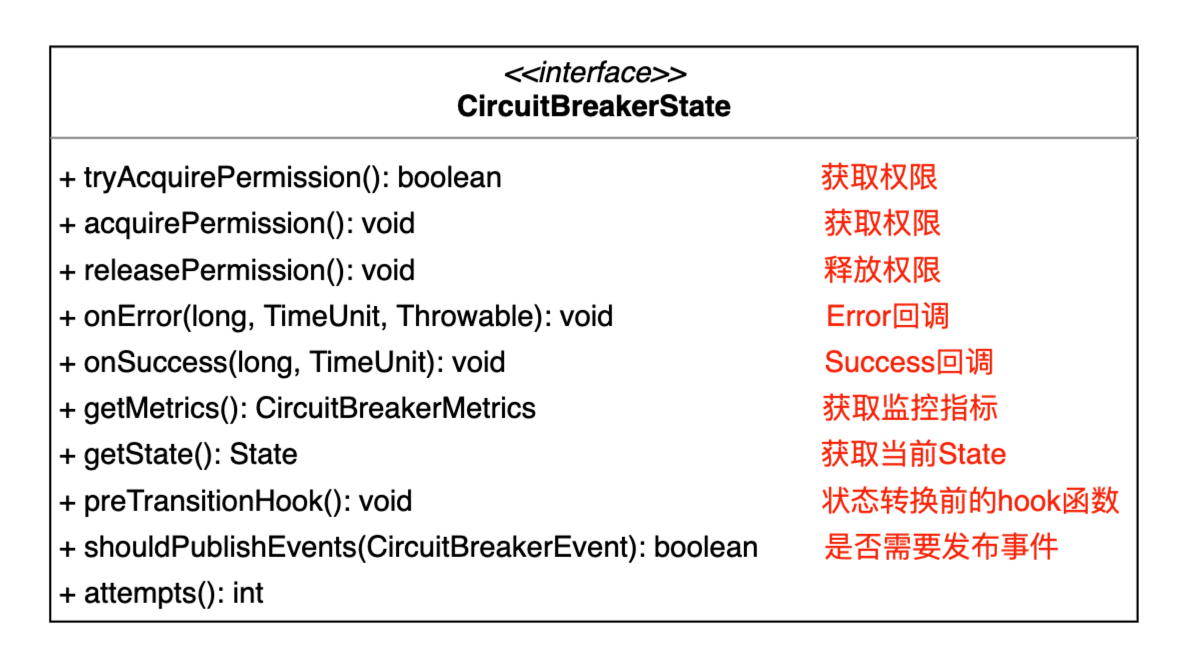 <<interface>>
CircuitBreakerState
+ tryAcquirePermission(): boolean 获取权限
+ acquirePermission(): void 获取权限
+ releasePermission(): void 释放权限
+ onError(long, TimeUnit, Throwable): void Error回调
+ onSuccess(long, TimeUnit): void Success回调
+ getMetrics(): CircuitBreakerMetrics 获取监控指标
+ getState(): State 获取当前State
+ preTransitionHook(): void 状态转换前的hook函数
+ shouldPublishEvents(CircuitBreakerEvent): boolean 是否需要发布事件
+ attempts(): int